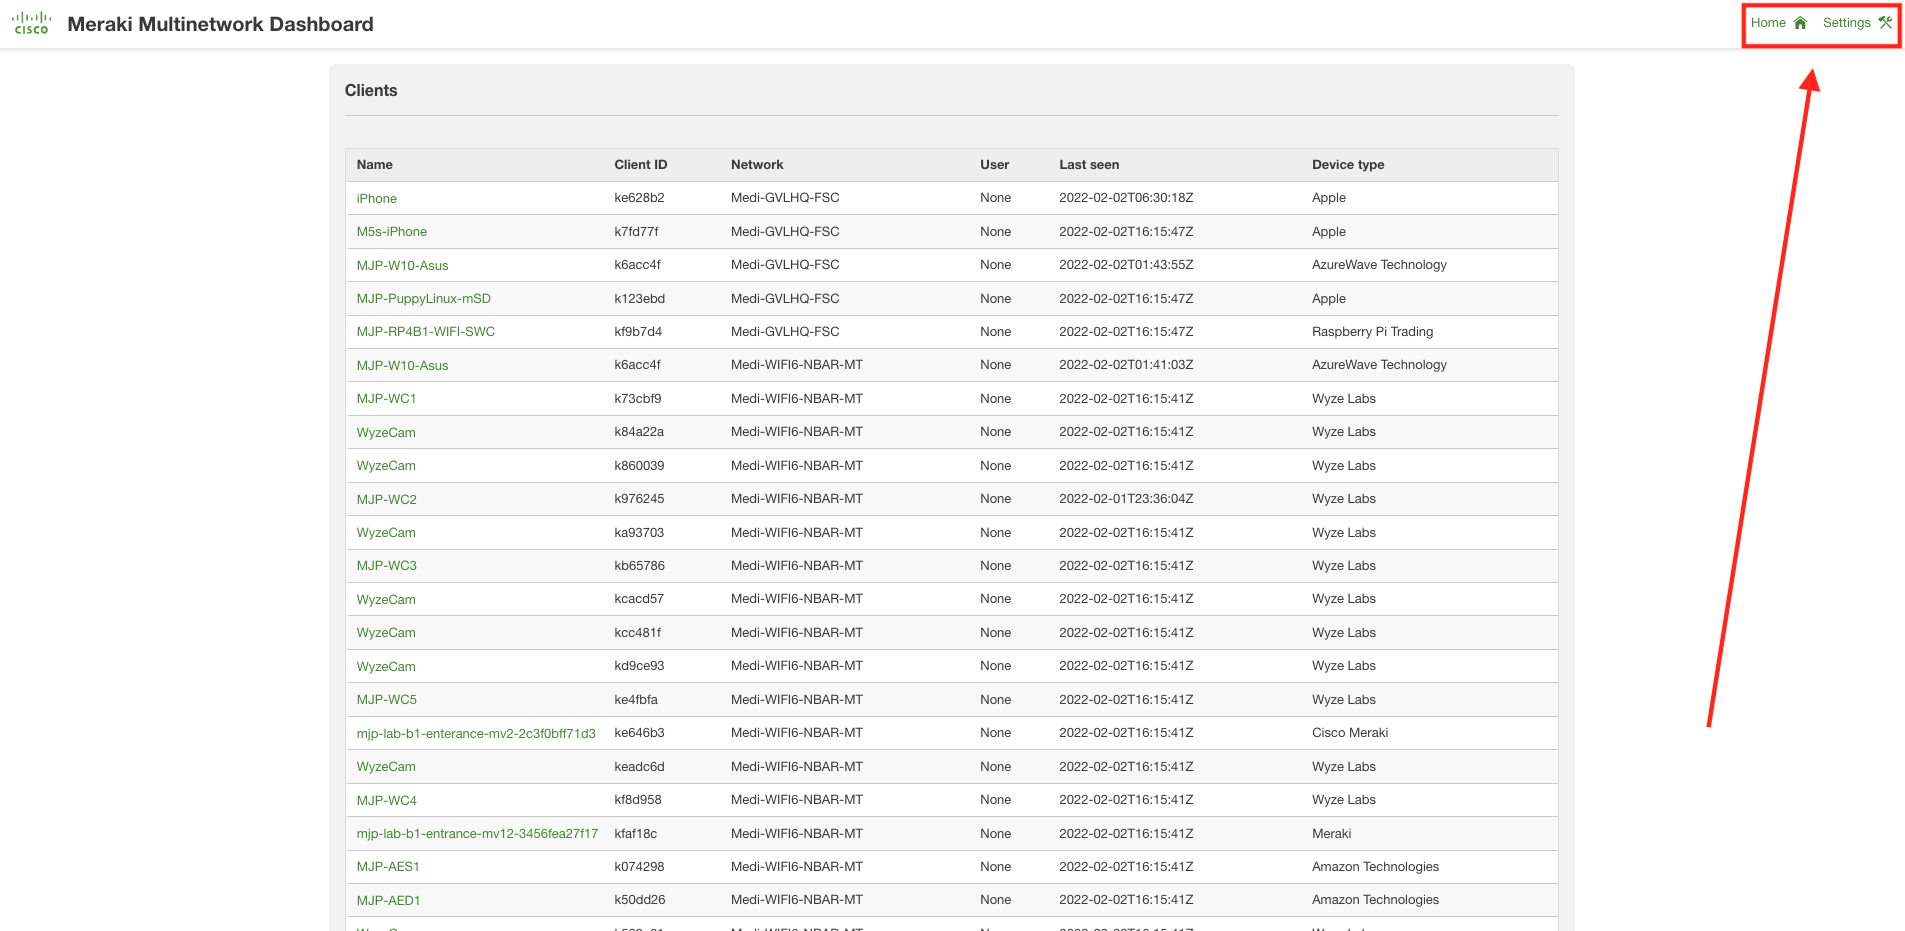 CISCO Meraki Multinetwork Dashboard Home Settings
Clients
Name Client ID Network User Last seen Device type
iPhone ke628b2 Medi-GVLHQ-FSC None 2022-02-02T06:30:18Z Apple
M5s-iPhone k7fd77f Medi-GVLHQ-FSC None 2022-02-02T16:15:47Z Apple
MJP-W10-Asus k6acc4f Medi-GVLHQ-FSC None 2022-02-02T01:43:55Z AzureWave Technology
MJP-PuppyLinux-mSD k123ebd Medi-GVLHQ-FSC None 2022-02-02T16:15:47Z Apple
MJP-RP4B1-WIFI-SWC kf9b7d4 Medi-GVLHQ-FSC None 2022-02-02T16:15:47Z Raspberry Pi Trading
MJP-W10-Asus k6acc4f Medi-WIFI6-NBAR-MT None 2022-02-02T01:41:03Z AzureWave Technology
MJP-WC1 k73cbf9 Medi-WIFI6-NBAR-MT None 2022-02-02T16:15:41Z Wyze Labs
WyzeCam k84a22a Medi-WIFI6-NBAR-MT None 2022-02-02T16:15:41Z Wyze Labs
WyzeCam k860039 Medi-WIFI6-NBAR-MT None 2022-02-02T16:15:41Z Wyze Labs
MJP-WC2 k976245 Medi-WIFI6-NBAR-MT None 2022-02-01T23:36:04Z Wyze Labs
WyzeCam ka93703 Medi-WIFI6-NBAR-MT None 2022-02-02T16:15:41Z Wyze Labs
MJP-WC3 kb65786 Medi-WIFI6-NBAR-MT None 2022-02-02T16:15:41Z Wyze Labs
WyzeCam kcacd57 Medi-WIFI6-NBAR-MT None 2022-02-02T16:15:41Z Wyze Labs
WyzeCam kcc481f Medi-WIFI6-NBAR-MT None 2022-02-02T16:15:41Z Wyze Labs
WyzeCam kd9ce93 Medi-WIFI6-NBAR-MT None 2022-02-02T16:15:41Z Wyze Labs
MJP-WC5 ke4fbfa Medi-WIFI6-NBAR-MT None 2022-02-02T16:15:41Z Wyze Labs
mjp-lab-b1-enterance-mv2-2c3f0bff71d3 ke646b3 Medi-WIFI6-NBAR-MT None 2022-02-02T16:15:41Z Cisco Meraki
WyzeCam keadc6d Medi-WIFI6-NBAR-MT None 2022-02-02T16:15:41Z Wyze Labs
MJP-WC4 kf8d958 Medi-WIFI6-NBAR-MT None 2022-02-02T16:15:41Z Wyze Labs
mjp-lab-b1-entrance-mv12-3456fea27f17 kfaf18c Medi-WIFI6-NBAR-MT None 2022-02-02T16:15:41Z Meraki
MJP-AES1 k074298 Medi-WIFI6-NBAR-MT None 2022-02-02T16:15:41Z Amazon Technologies
MJP-AED1 k50dd26 Medi-WIFI6-NBAR-MT None 2022-02-02T16:15:41Z Amazon Technologies